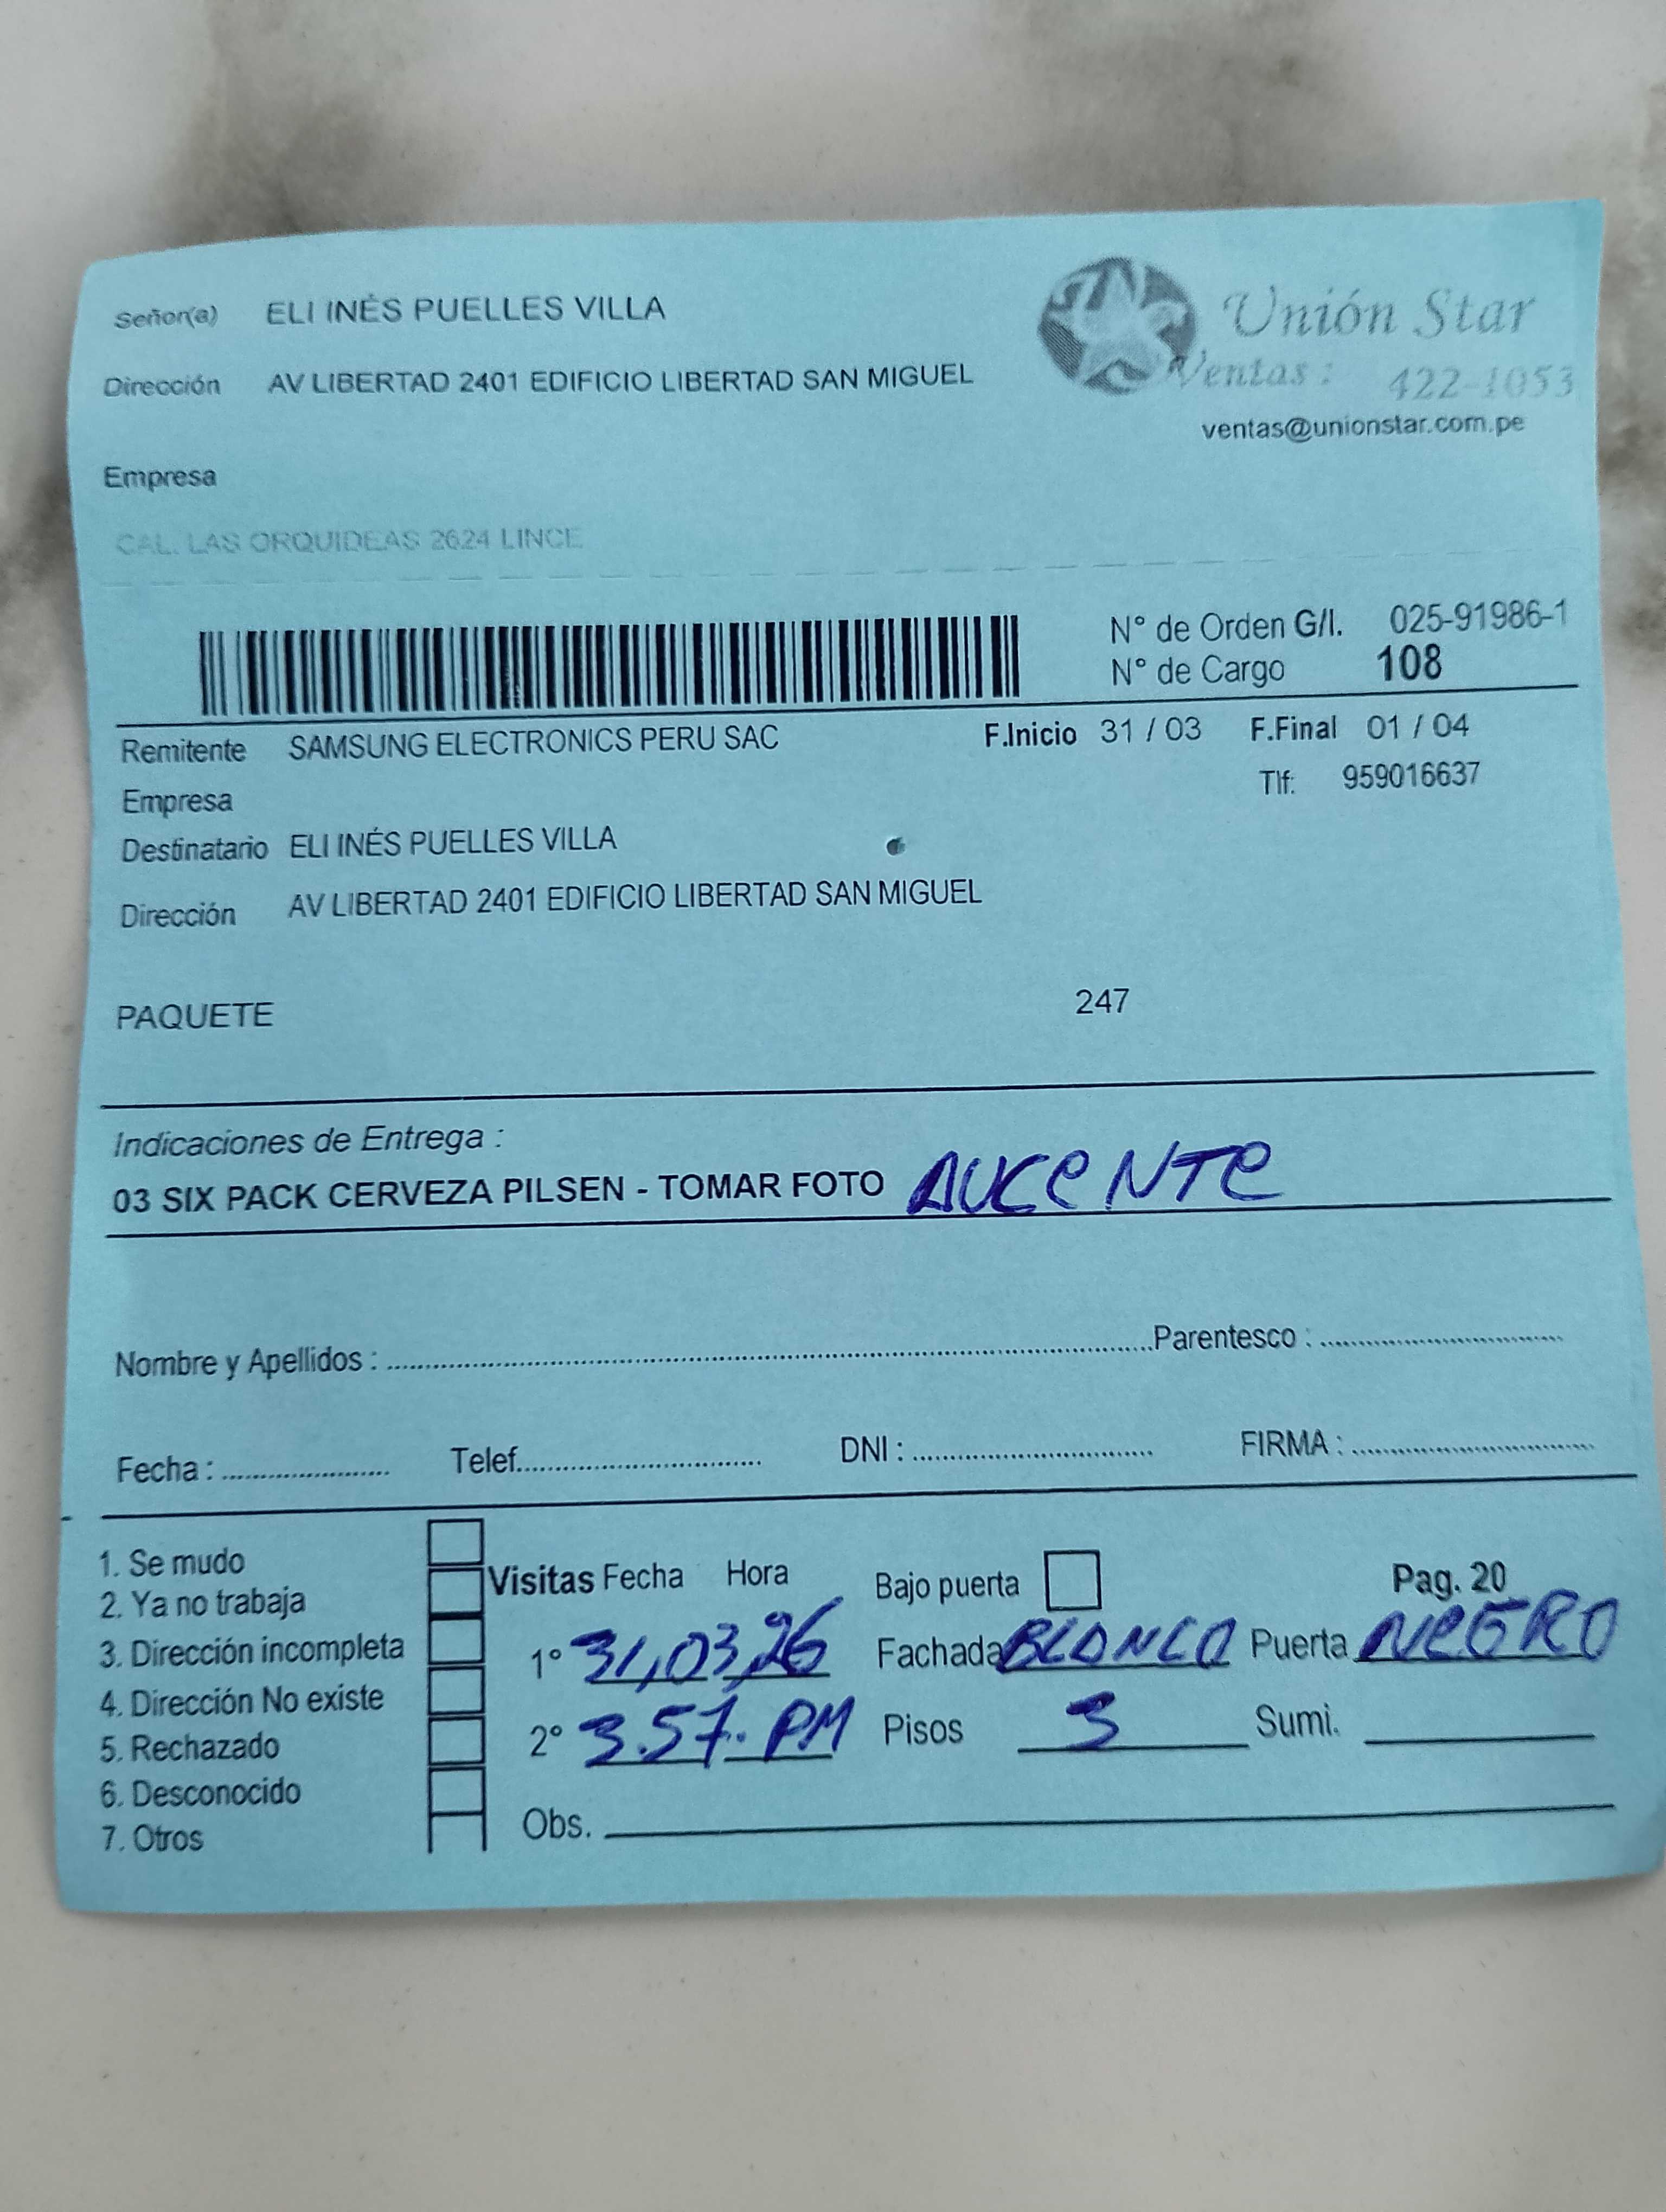 Señor(a) ELI INÉS PUELLES VILLA
Unión Star
Dirección AV LIBERTAD 2401 EDIFICIO LIBERTAD SAN MIGUEL
Ventas: 422-1053
ventas@unionstar.com.pe
Empresa
CAL. LAS ORQUIDEAS 2624 LINCE
N° de Orden G/I. 025-91986-1
N° de Cargo 108
Remitente SAMSUNG ELECTRONICS PERU SAC F.Inicio 31 / 03 F.Final 01 / 04
Empresa Tlf: 959016637
Destinatario ELI INÉS PUELLES VILLA
Dirección AV LIBERTAD 2401 EDIFICIO LIBERTAD SAN MIGUEL
PAQUETE 247
Indicaciones de Entrega :
03 SIX PACK CERVEZA PILSEN - TOMAR FOTO AUCENTE
Nombre y Apellidos : Parentesco :
Fecha : Telef. DNI : FIRMA :
1. Se mudo
2. Ya no trabaja
3. Dirección incompleta
4. Dirección No existe
5. Rechazado
6. Desconocido
7. Otros
Visitas Fecha Hora Bajo puerta Pag. 20
1° 31,03,26 Fachada BLANCO Puerta NEGRO
2° 3.57. PM Pisos 3 Sumi.
Obs.